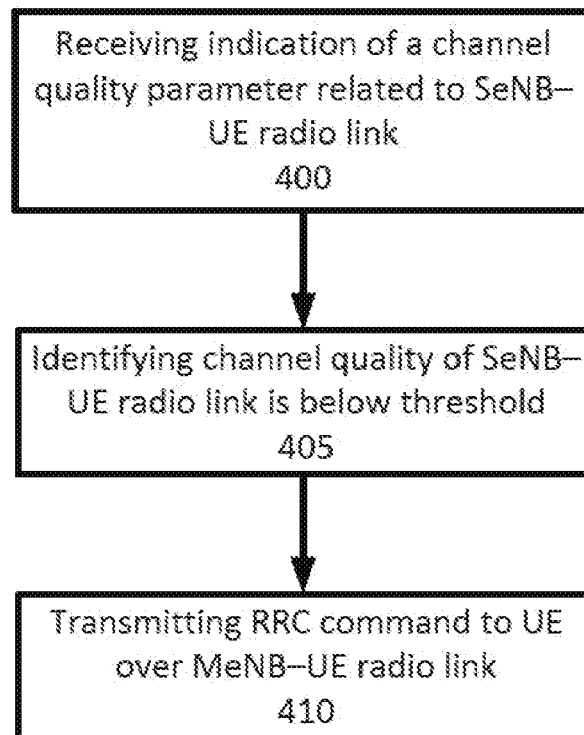 Receiving indication of a channel
quality parameter related to SeNB–
UE radio link
400
Identifying channel quality of SeNB–
UE radio link is below threshold
405
Transmitting RRC command to UE
over MeNB–UE radio link
410